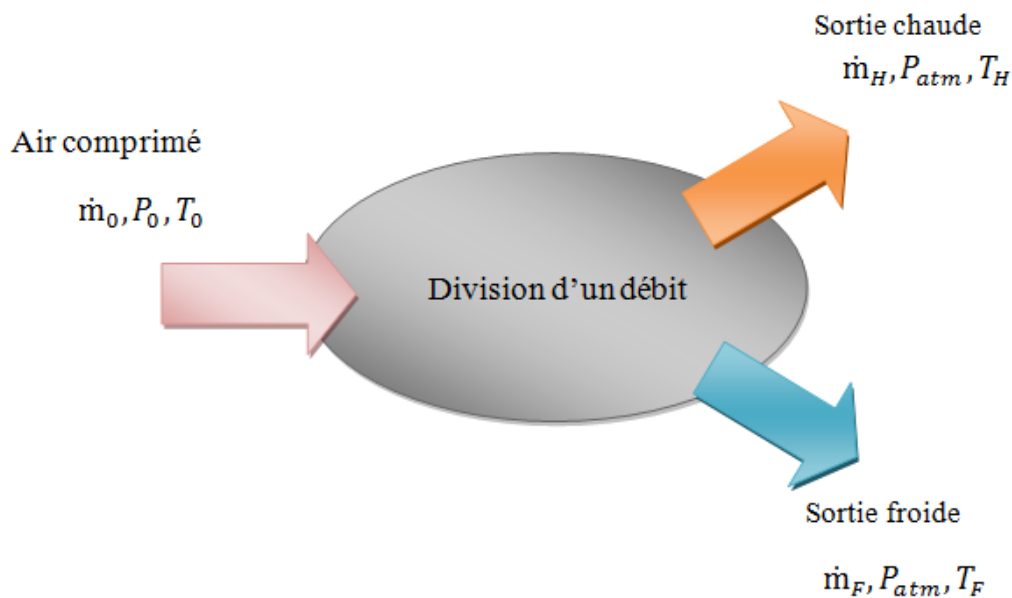 Sortie chaude
ṁ_H, P_atm, T_H
Air comprimé
ṁ_0, P_0, T_0
Division d’un débit
Sortie froide
ṁ_F, P_atm, T_F